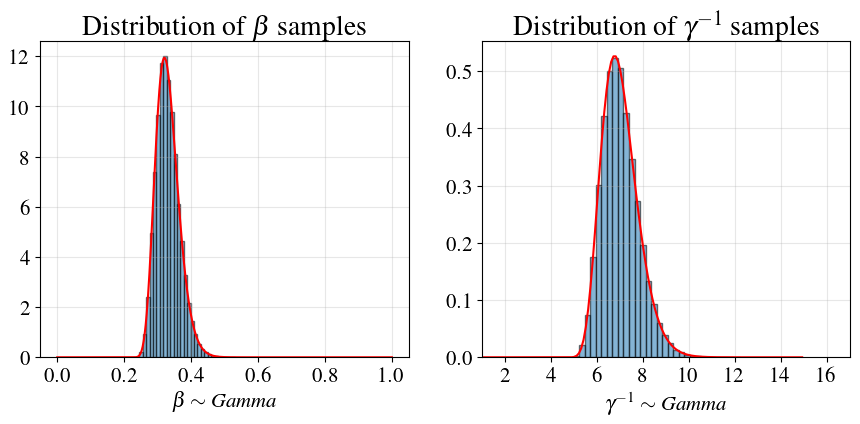 Distribution of β samples
12
10
8
6
4
2
0
0.0 0.2 0.4 0.6 0.8 1.0
β ~ Gamma
Distribution of γ⁻¹ samples
0.5
0.4
0.3
0.2
0.1
0.0
2 4 6 8 10 12 14 16
γ⁻¹ ~ Gamma